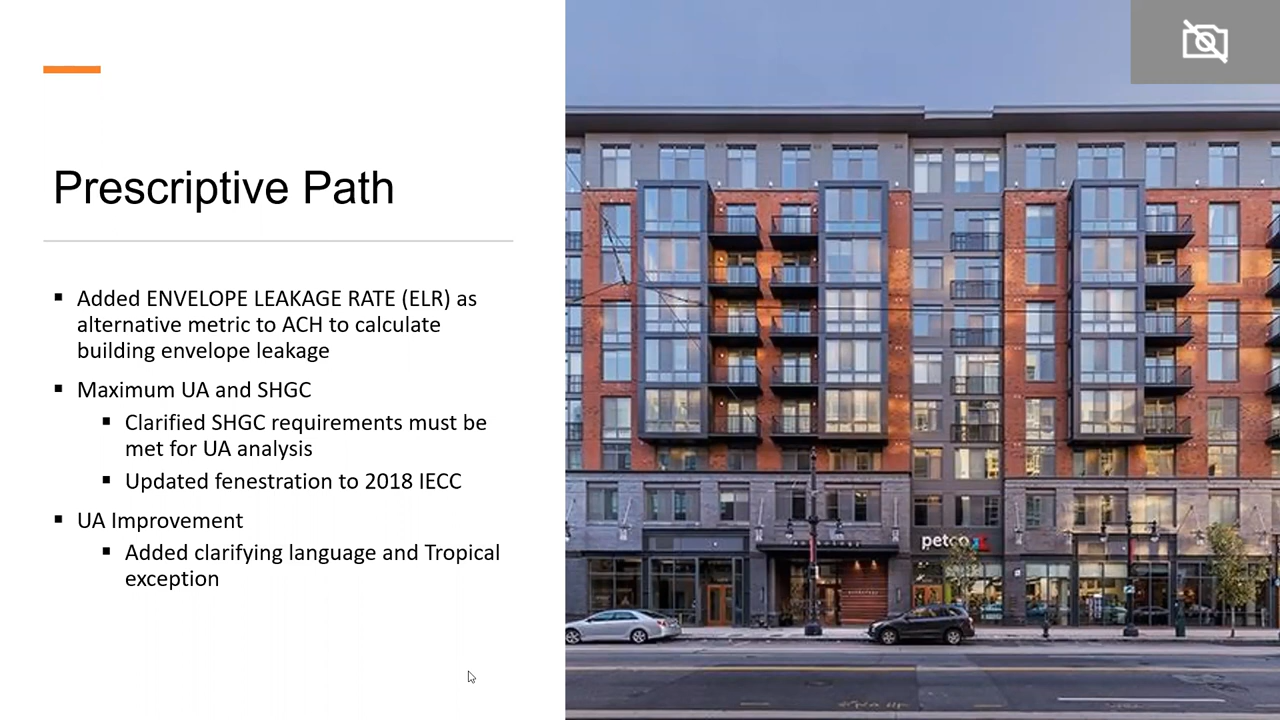 Prescriptive Path
▪ Added ENVELOPE LEAKAGE RATE (ELR) as
alternative metric to ACH to calculate
building envelope leakage
▪ Maximum UA and SHGC
▪ Clarified SHGC requirements must be
met for UA analysis
▪ Updated fenestration to 2018 IECC
▪ UA Improvement
▪ Added clarifying language and Tropical
exception
petco